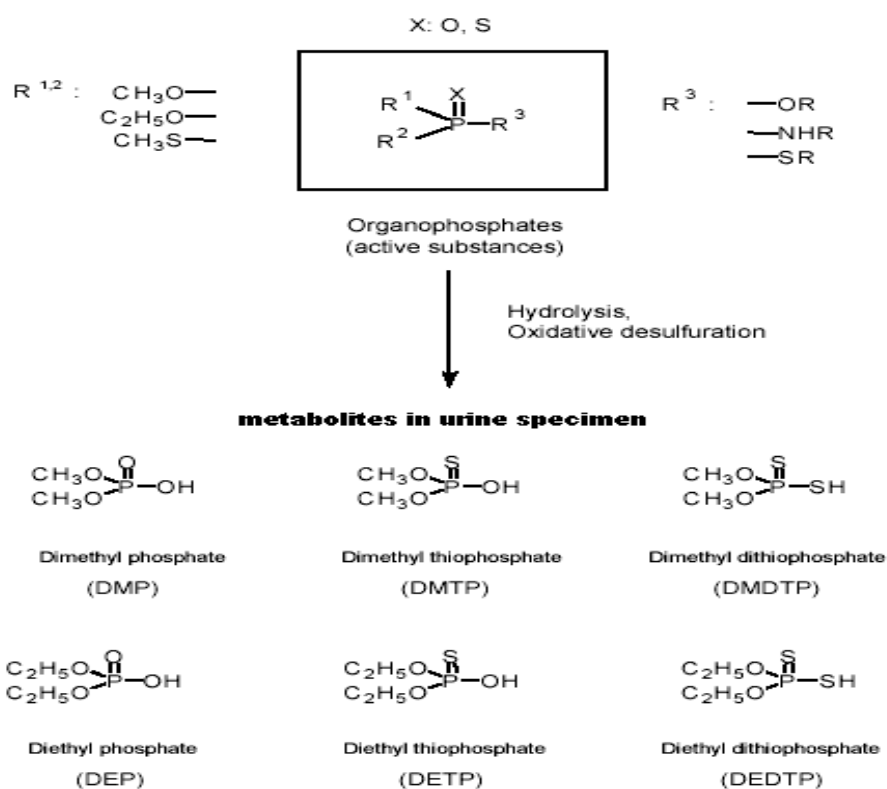 X: O, S
R 1,2 :
CH3O—
C2H5O—
CH3S—
R1
R2
X
P—R3
R 3 :
—OR
—NHR
—SR
Organophosphates
(active substances)
Hydrolysis,
Oxidative desulfuration
metabolites in urine specimen
CH3O
CH3O
O
P—OH
CH3O
CH3O
S
P—OH
CH3O
CH3O
S
P—SH
Dimethyl phosphate
(DMP)
Dimethyl thiophosphate
(DMTP)
Dimethyl dithiophosphate
(DMDTP)
C2H5O
C2H5O
O
P—OH
C2H5O
C2H5O
S
P—OH
C2H5O
C2H5O
S
P—SH
Diethyl phosphate
(DEP)
Diethyl thiophosphate
(DETP)
Diethyl dithiophosphate
(DEDTP)